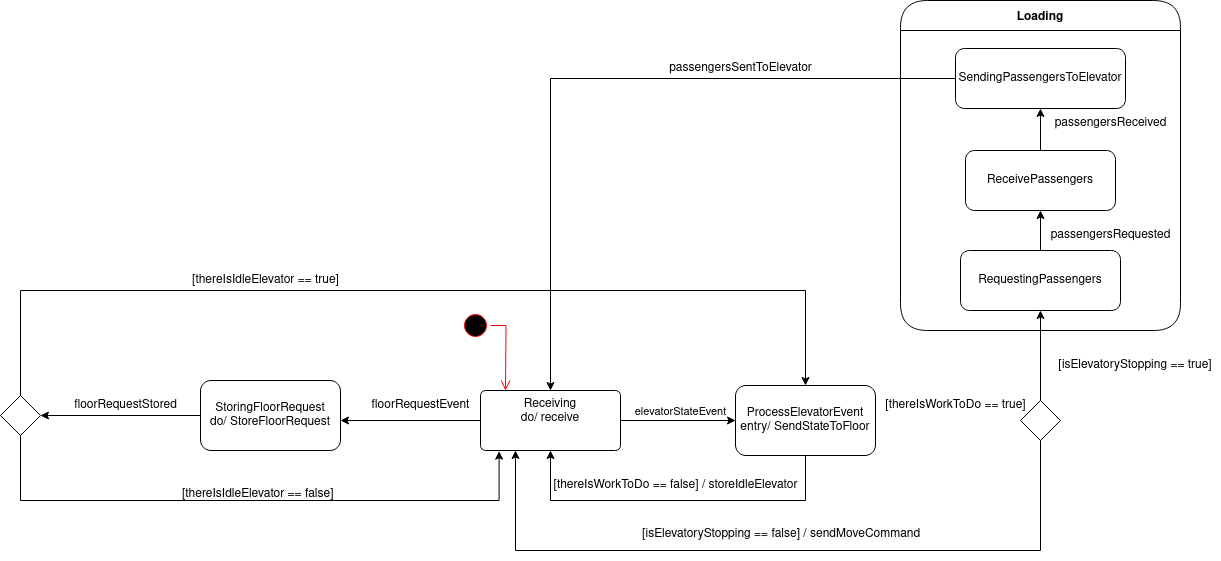 Loading
passengersSentToElevator
SendingPassengersToElevator
passengersReceived
ReceivePassengers
passengersRequested
RequestingPassengers
[thereIsIdleElevator == true]
[isElevatoryStopping == true]
floorRequestStored
StoringFloorRequest
do/ StoreFloorRequest
floorRequestEvent
Receiving
do/ receive
elevatorStateEvent
ProcessElevatorEvent
entry/ SendStateToFloor
[thereIsWorkToDo == true]
[thereIsIdleElevator == false]
[thereIsWorkToDo == false] / storeIdleElevator
[isElevatoryStopping == false] / sendMoveCommand